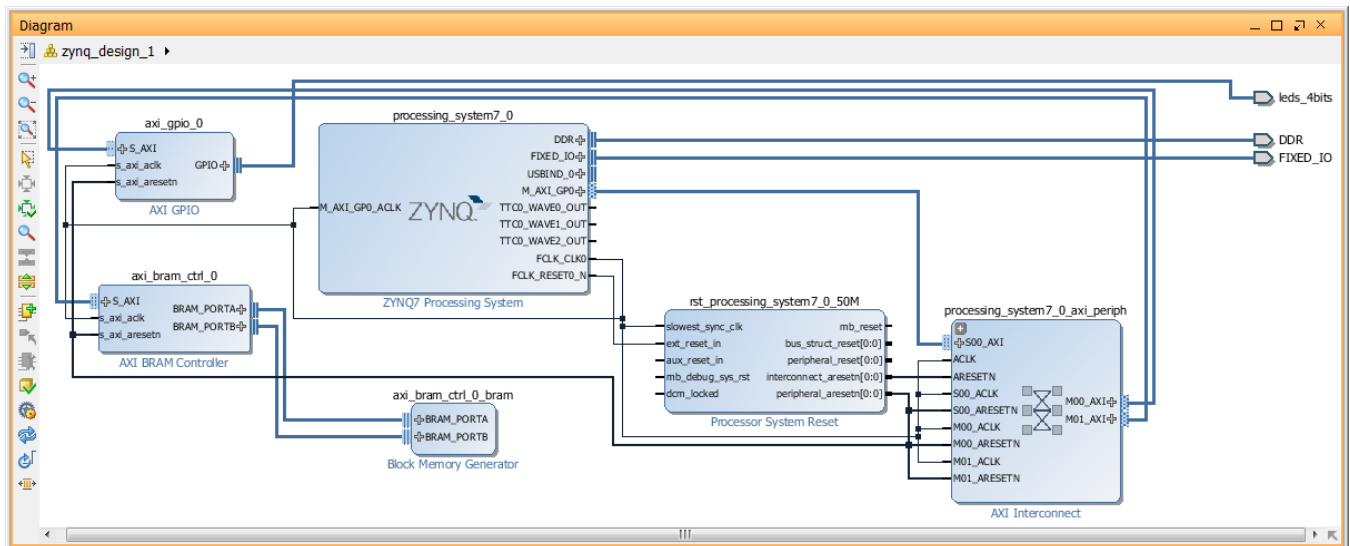 Diagram
zynq_design_1
leds_4bits
DDR
FIXED_IO
axi_gpio_0
S_AXI
s_axi_aclk
s_axi_aresetn
GPIO
AXI GPIO
processing_system7_0
M_AXI_GP0_ACLK
ZYNQ
DDR
FIXED_IO
USBIND_0
M_AXI_GP0
TTC0_WAVE0_OUT
TTC0_WAVE1_OUT
TTC0_WAVE2_OUT
FCLK_CLK0
FCLK_RESET0_N
ZYNQ7 Processing System
axi_bram_ctrl_0
S_AXI
s_axi_aclk
s_axi_aresetn
BRAM_PORTA
BRAM_PORTB
AXI BRAM Controller
axi_bram_ctrl_0_bram
BRAM_PORTA
BRAM_PORTB
Block Memory Generator
rst_processing_system7_0_50M
slowest_sync_clk
ext_reset_in
aux_reset_in
mb_debug_sys_rst
dcm_locked
mb_reset
bus_struct_reset[0:0]
peripheral_reset[0:0]
interconnect_aresetn[0:0]
peripheral_aresetn[0:0]
Processor System Reset
processing_system7_0_axi_periph
S00_AXI
ACLK
ARESETN
S00_ACLK
S00_ARESETN
M00_ACLK
M00_ARESETN
M01_ACLK
M01_ARESETN
M00_AXI
M01_AXI
AXI Interconnect